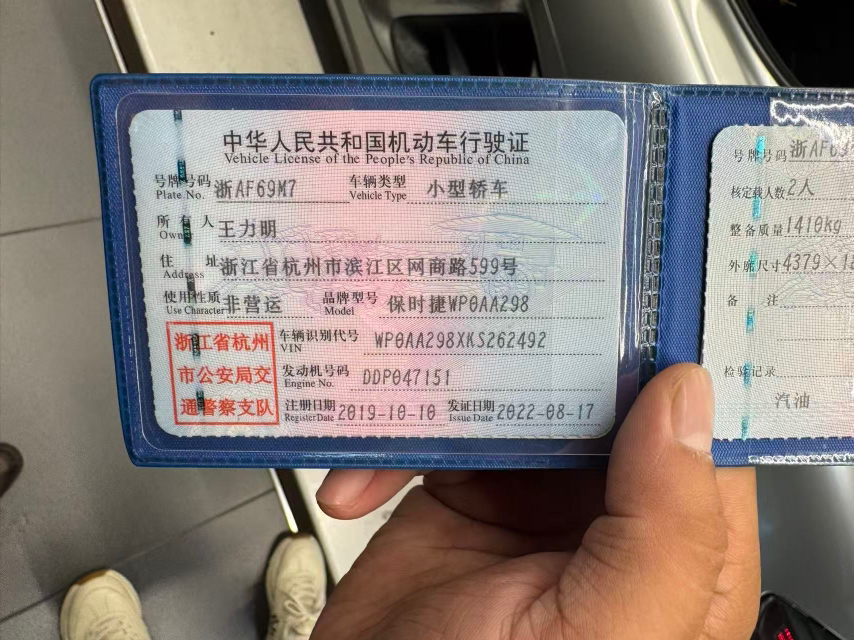 中华人民共和国机动车行驶证
Vehicle License of the People's Republic of China
号牌号码 浙AF69M7 车辆类型 小型轿车
Plate No. Vehicle Type
所有人 王力明
Owner
住址 浙江省杭州市滨江区网商路599号
Address
使用性质 非营运 品牌型号 保时捷WP0AA298
Use Character Model
浙江省杭州
市公安局交
通警察支队
车辆识别代号 WP0AA298XKS262492
VIN
发动机号码 DDP047151
Engine No.
注册日期 2019-10-10 发证日期 2022-08-17
Register Date Issue Date
号牌号码 浙AF69
核定载人数 2人
整备质量 1410kg
外廓尺寸 4379×18
备注
检验记录
汽油